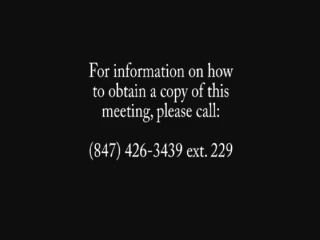 For information on how
to obtain a copy of this
meeting, please call:
(847) 426-3439 ext. 229